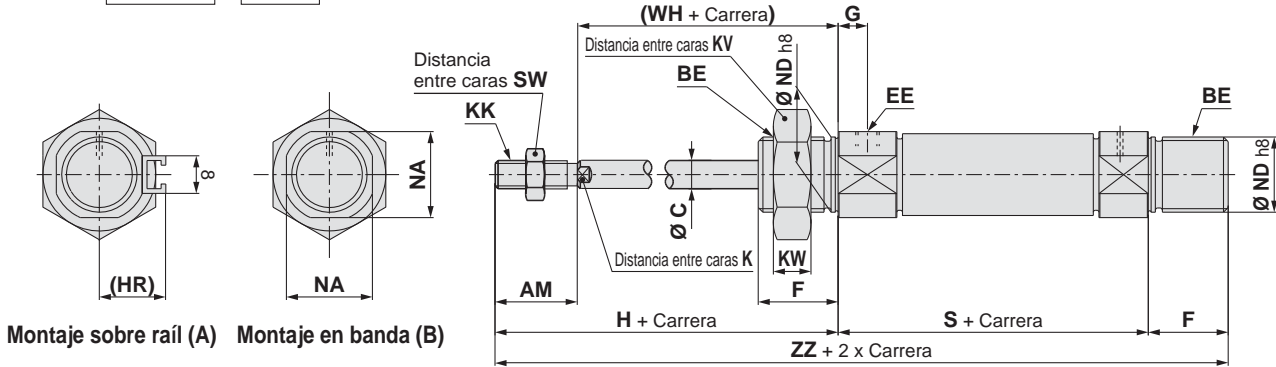 (WH + Carrera)
G
Distancia entre caras KV
Ø ND h8
Distancia
entre caras SW
BE
EE
BE
KK
NA
8
Ø ND h8
Ø C
Distancia entre caras K
KW
(HR)
NA
AM
F
Montaje sobre raíl (A)
Montaje en banda (B)
H + Carrera
S + Carrera
F
ZZ + 2 x Carrera